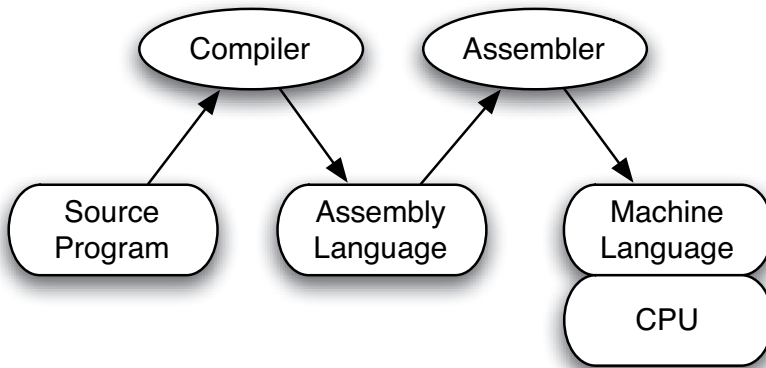 Compiler
Assembler
Source
Program
Assembly
Language
Machine
Language
CPU